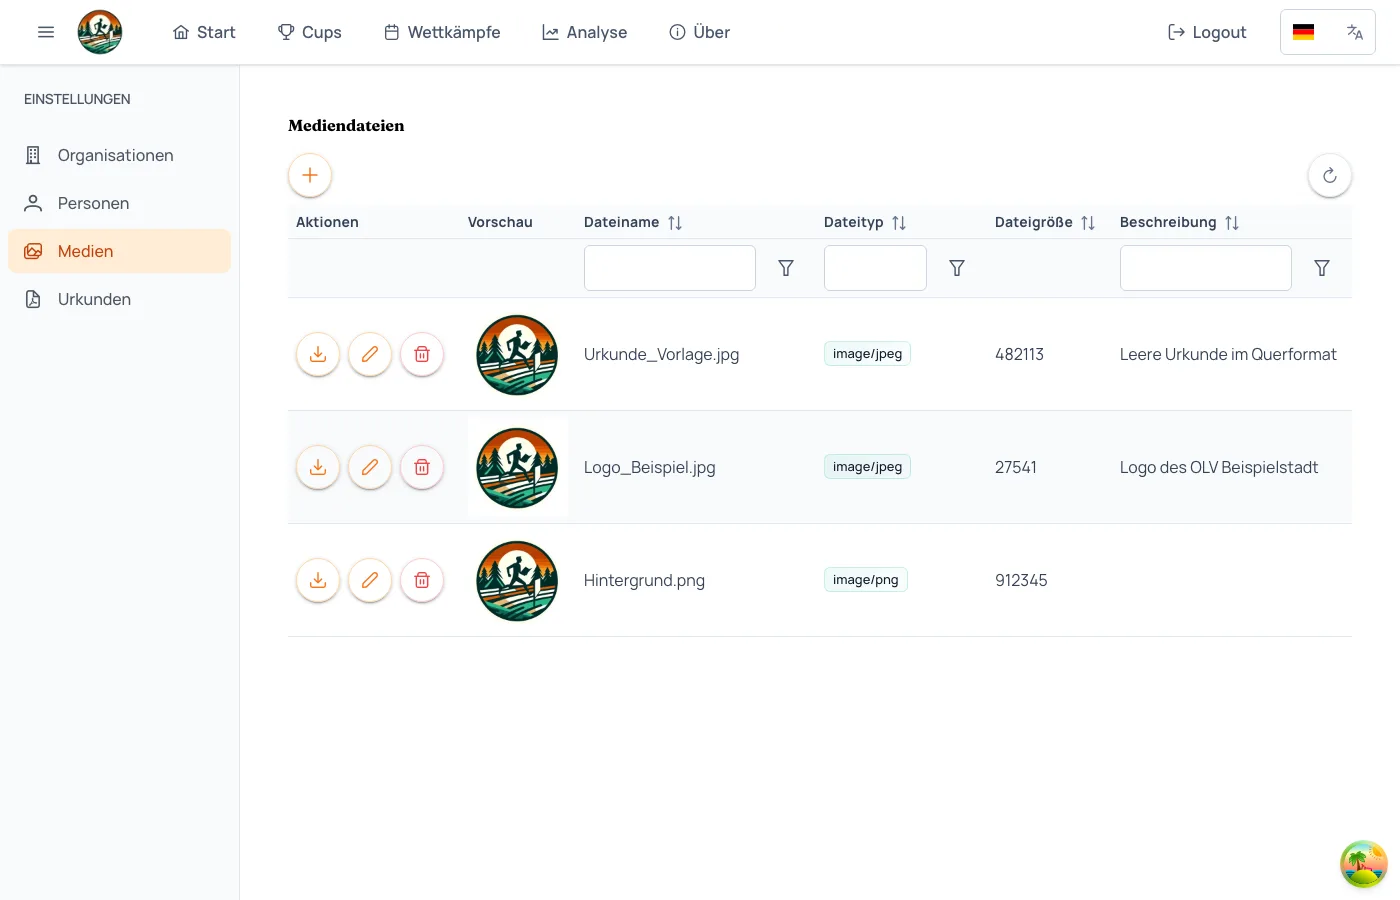 Start
Cups
Wettkämpfe
Analyse
Über
Logout
EINSTELLUNGEN
Organisationen
Personen
Medien
Urkunden
Mediendateien
Aktionen
Vorschau
Dateiname
Dateityp
Dateigröße
Beschreibung
Urkunde_Vorlage.jpg
image/jpeg
482113
Leere Urkunde im Querformat
Logo_Beispiel.jpg
image/jpeg
27541
Logo des OLV Beispielstadt
Hintergrund.png
image/png
912345